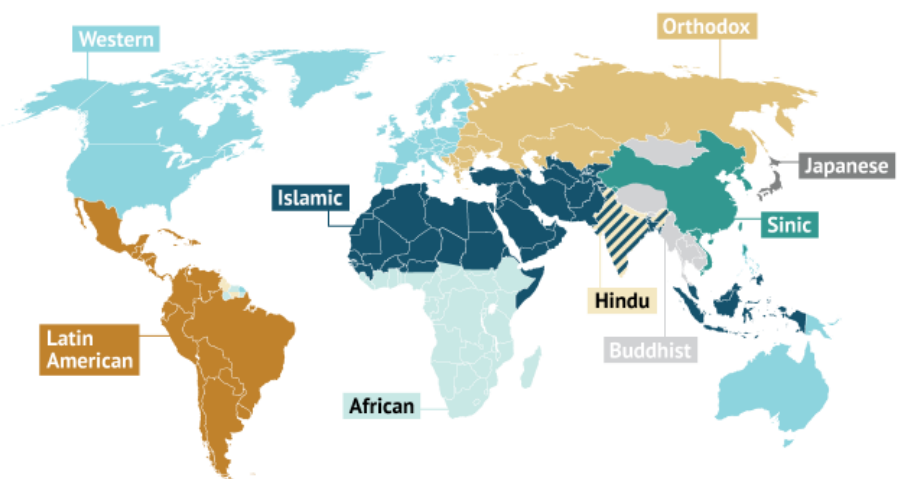 Western
Orthodox
Japanese
Islamic
Sinic
Hindu
Latin
American
Buddhist
African